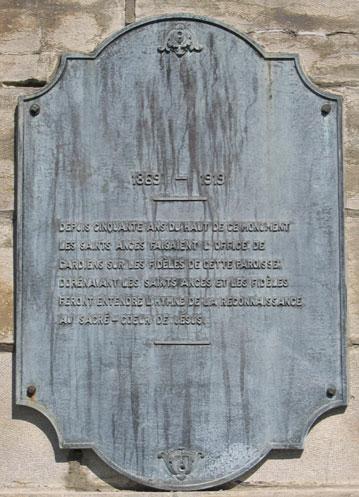 1869 — 1919
DEPUIS CINQUANTE ANS DU HAUT DE CE MONUMENT
LES SAINTS ANGES FAISAIENT L'OFFICE DE
GARDIENS SUR LES FIDÈLES DE CETTE PAROISSE.
DORÉNAVANT LES SAINTS ANGES ET LES FIDÈLES
FERONT ENTENDRE L'HYMNE DE LA RECONNAISSANCE
AU SACRÉ-COEUR DE JÉSUS.